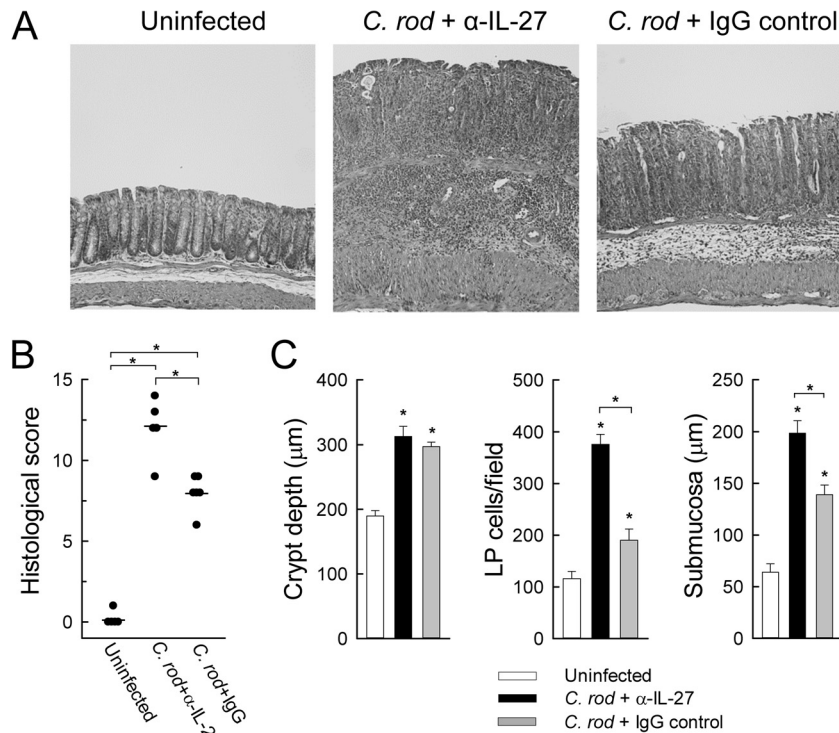 A
Uninfected
C. rod + α-IL-27
C. rod + IgG control
B
*
* *
15
10
5
0
Histological score
Uninfected
C. rod+α-IL-2
C. rod+IgG
C
400
300
200
100
0
Crypt depth (μm)
* *
500
400
300
200
100
0
LP cells/field
*
*
*
250
200
150
100
50
0
Submucosa (μm)
*
*
*
Uninfected
C. rod + α-IL-27
C. rod + IgG control